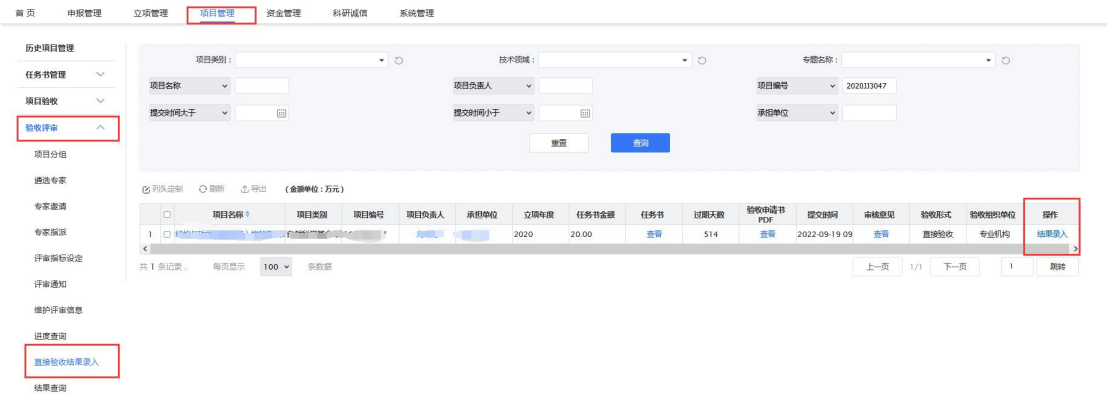 首页 申报管理 立项管理 项目管理 资金管理 科研诚信 系统管理
历史项目管理
任务书管理
项目验收
验收评审
项目分组
遴选专家
专家邀请
专家指派
评审指标设定
评审通知
维护评审信息
进度查询
直接验收结果录入
结果查询
项目类别： 技术领域： 专题名称：
项目名称 项目负责人 项目编号 2020JJ3047
提交时间大于 提交时间小于 承担单位
重置 查询
列头定制 刷新 导出 （金额单位：万元）
项目名称 项目类别 项目编号 项目负责人 承担单位 立项年度 任务书金额 任务书 过期天数 验收申请书PDF 提交时间 审核意见 验收形式 验收组织单位 操作
1 2020 20.00 查看 514 查看 2022-09-19 09 查看 直接验收 专业机构 结果录入
共 1 条记录， 每页显示 100 条数据 上一页 1/1 下一页 1 跳转